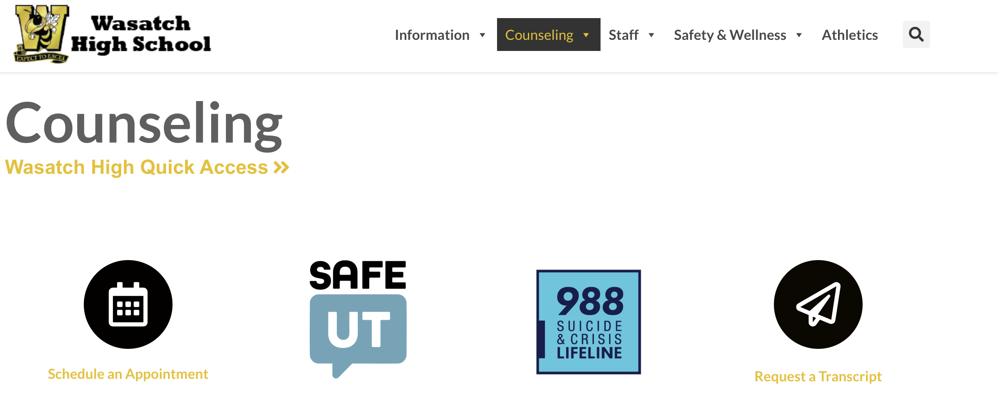 Wasatch
High School
EXPECT TO EXCEL
Information
Counseling
Staff
Safety & Wellness
Athletics
Counseling
Wasatch High Quick Access
Schedule an Appointment
SAFE
UT
988
SUICIDE
& CRISIS
LIFELINE
Request a Transcript